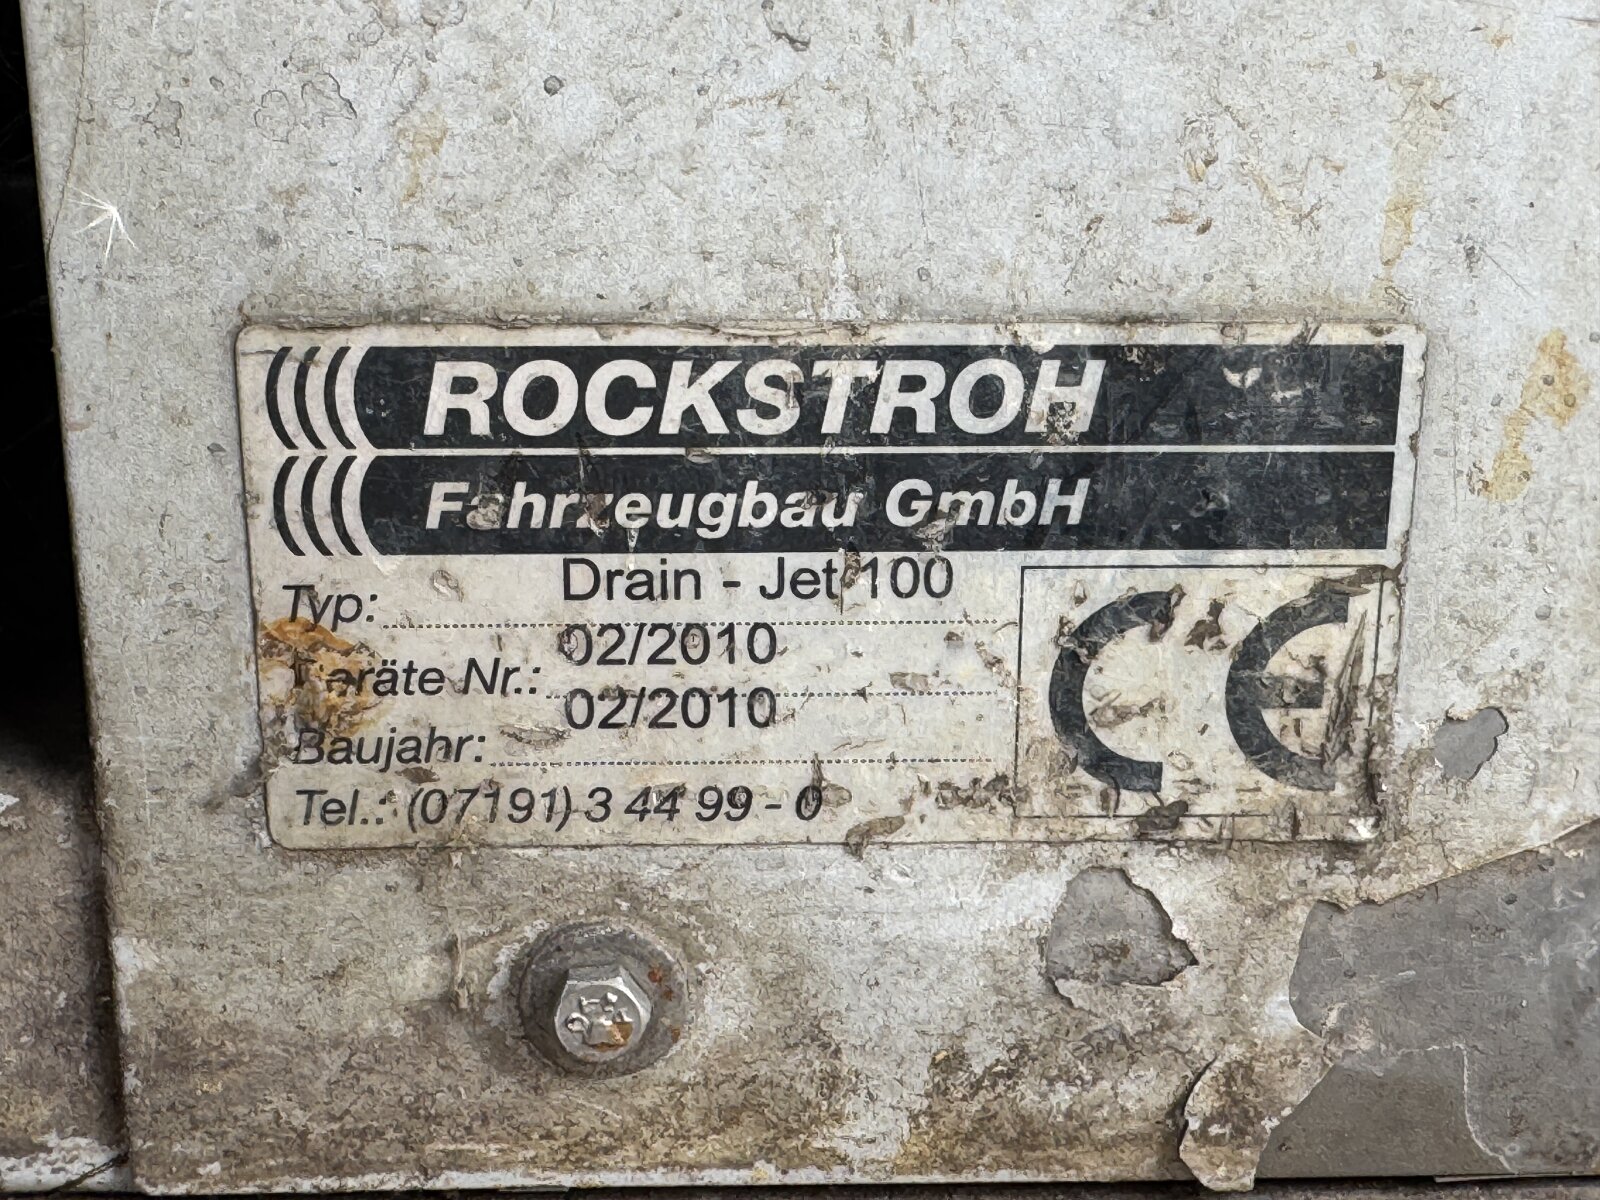 ROCKSTROH
Fahrzeugbau GmbH
Typ: Drain - Jet 100
Geräte Nr.: 02/2010
Baujahr: 02/2010
Tel.: (07191) 3 44 99 - 0
CE